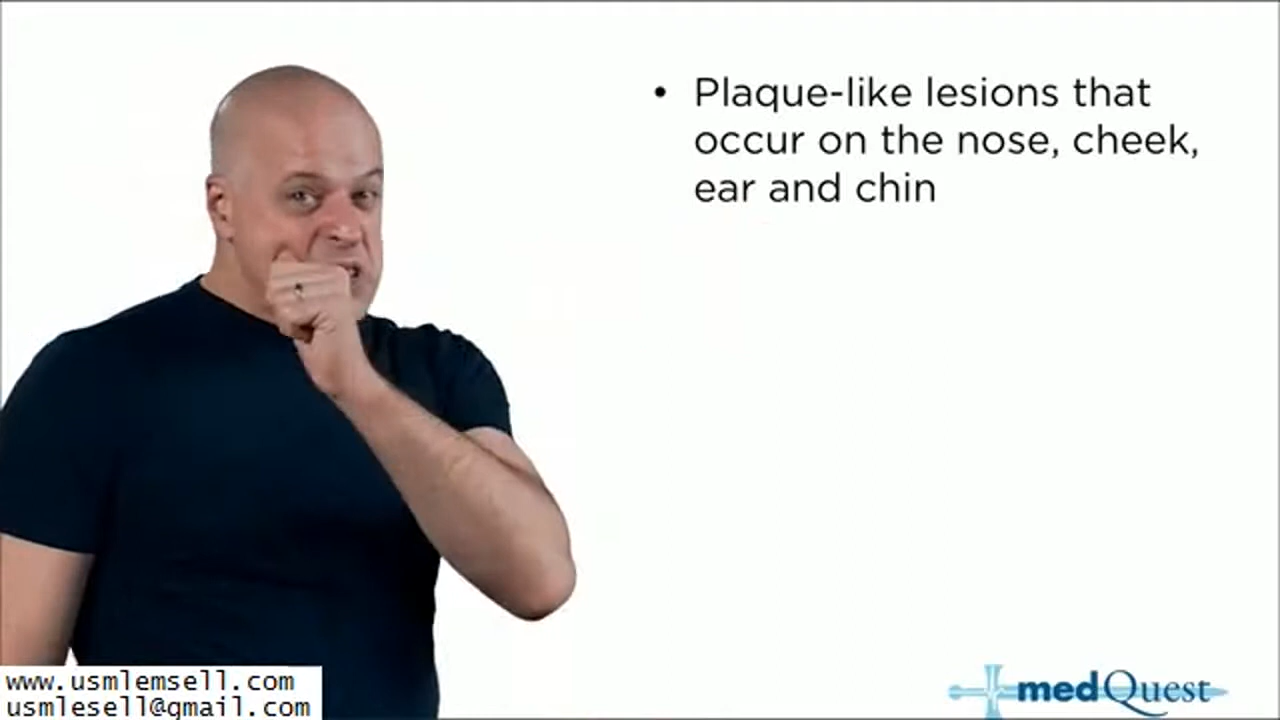 • Plaque-like lesions that
occur on the nose, cheek,
ear and chin
www.usmlemsell.com
usmlesell@gmail.com
medQuest